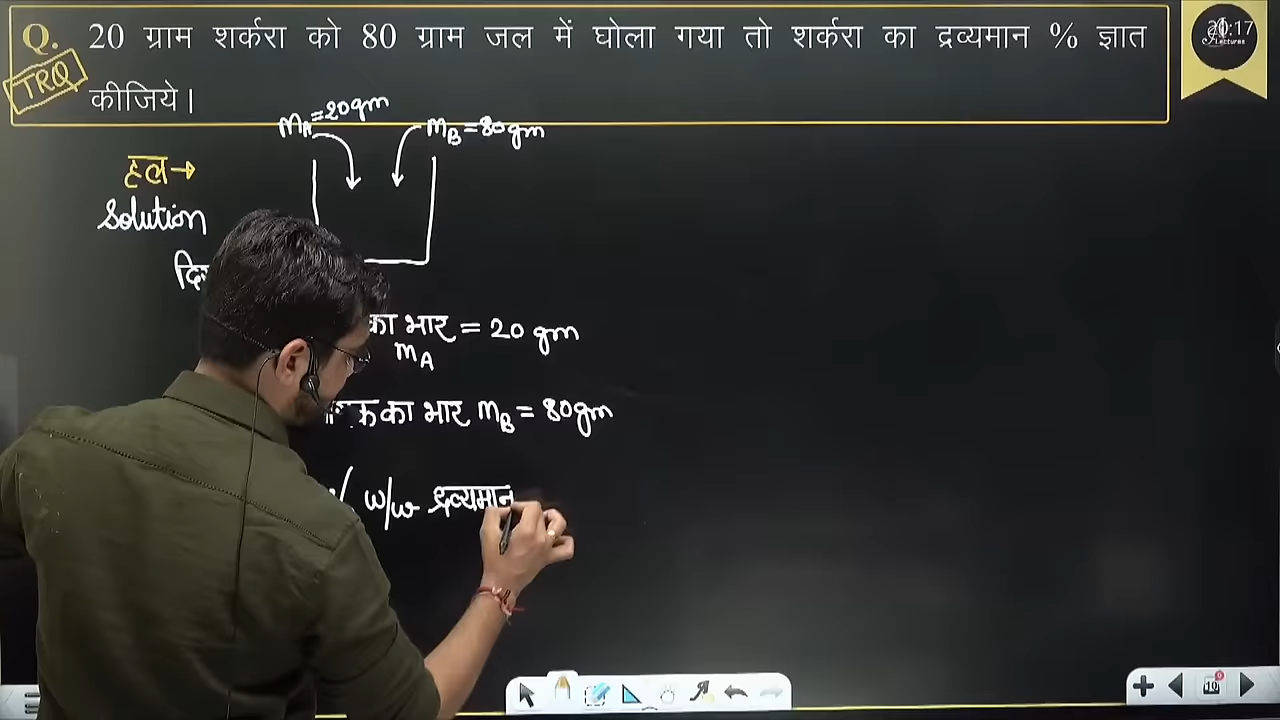 Q. 20 ग्राम शर्करा को 80 ग्राम जल में घोला गया तो शर्करा का द्रव्यमान % ज्ञात
TRQ कीजिये।
mA=20gm mB=80gm
हल→
Solution
का भार = 20 gm
mA
का भार mB = 80gm
w/w द्रव्यमान